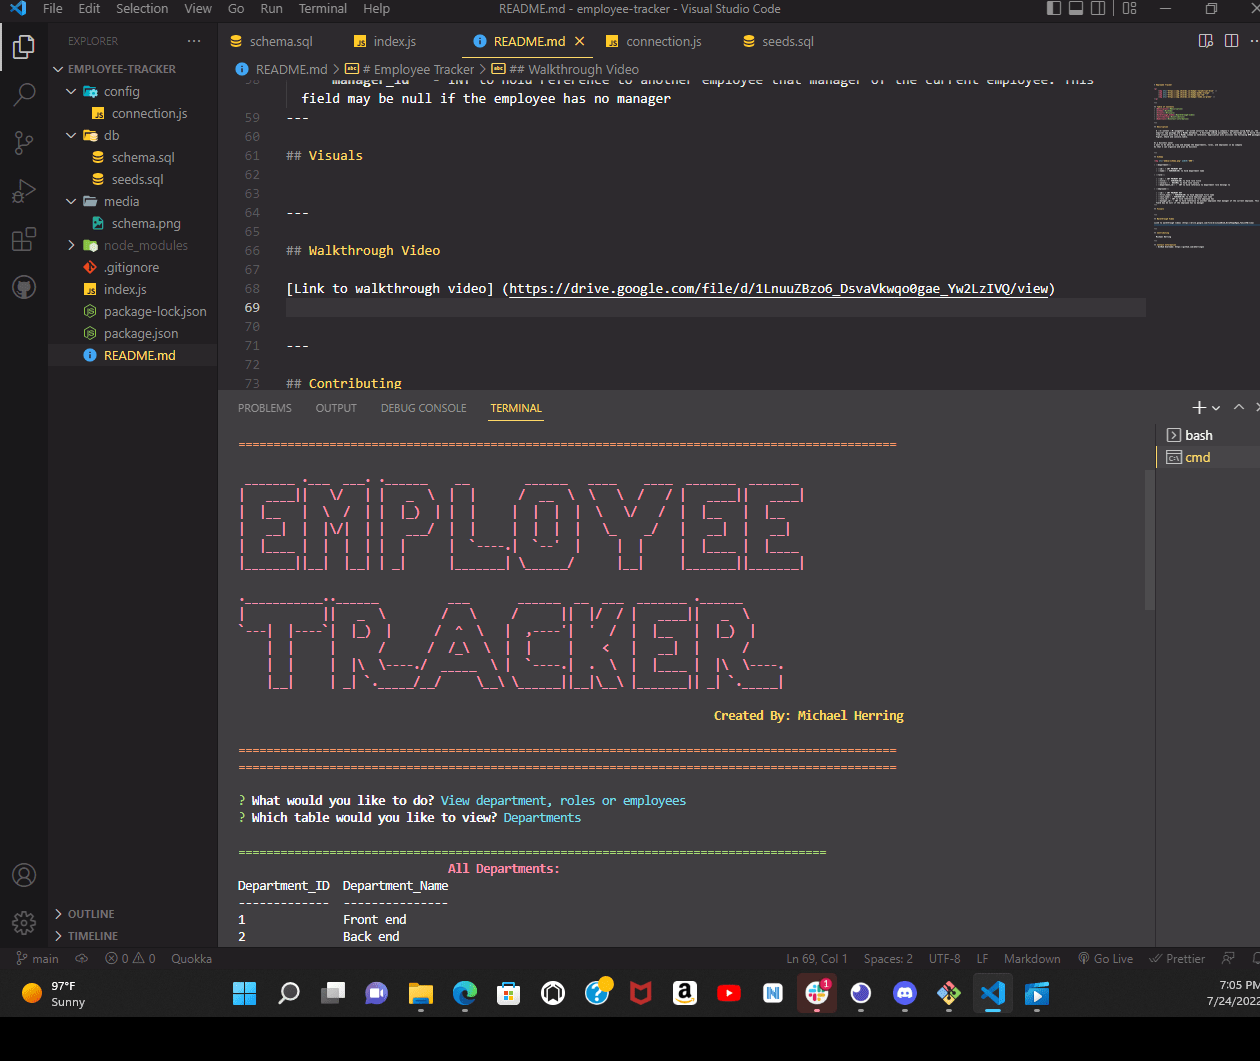 File Edit Selection View Go Run Terminal Help README.md - employee-tracker - Visual Studio Code
EXPLORER ...
schema.sql index.js README.md connection.js seeds.sql
EMPLOYEE-TRACKER
README.md > # Employee Tracker > ## Walkthrough Video
config
connection.js
db
schema.sql
seeds.sql
media
schema.png
node_modules
.gitignore
index.js
package-lock.json
package.json
README.md
manager_id - INT to hold reference to another employee that manager of the current employee. This
field may be null if the employee has no manager
59 ---
60
61 ## Visuals
62
63
64 ---
65
66 ## Walkthrough Video
67
68 [Link to walkthrough video] (https://drive.google.com/file/d/1LnuuZBzo6_DsvaVkwqo0gae_Yw2LzIVQ/view)
69
70
71 ---
72
73 ## Contributing
PROBLEMS OUTPUT DEBUG CONSOLE TERMINAL
bash
cmd
EMPLOYEE
TRACKER
Created By: Michael Herring
? What would you like to do? View department, roles or employees
? Which table would you like to view? Departments
All Departments:
Department_ID Department_Name
------------- ---------------
1 Front end
2 Back end
OUTLINE
TIMELINE
main 0 0 Quokka Ln 69, Col 1 Spaces: 2 UTF-8 LF Markdown Go Live Prettier
97°F
Sunny
1
7:05 PM
7/24/2022